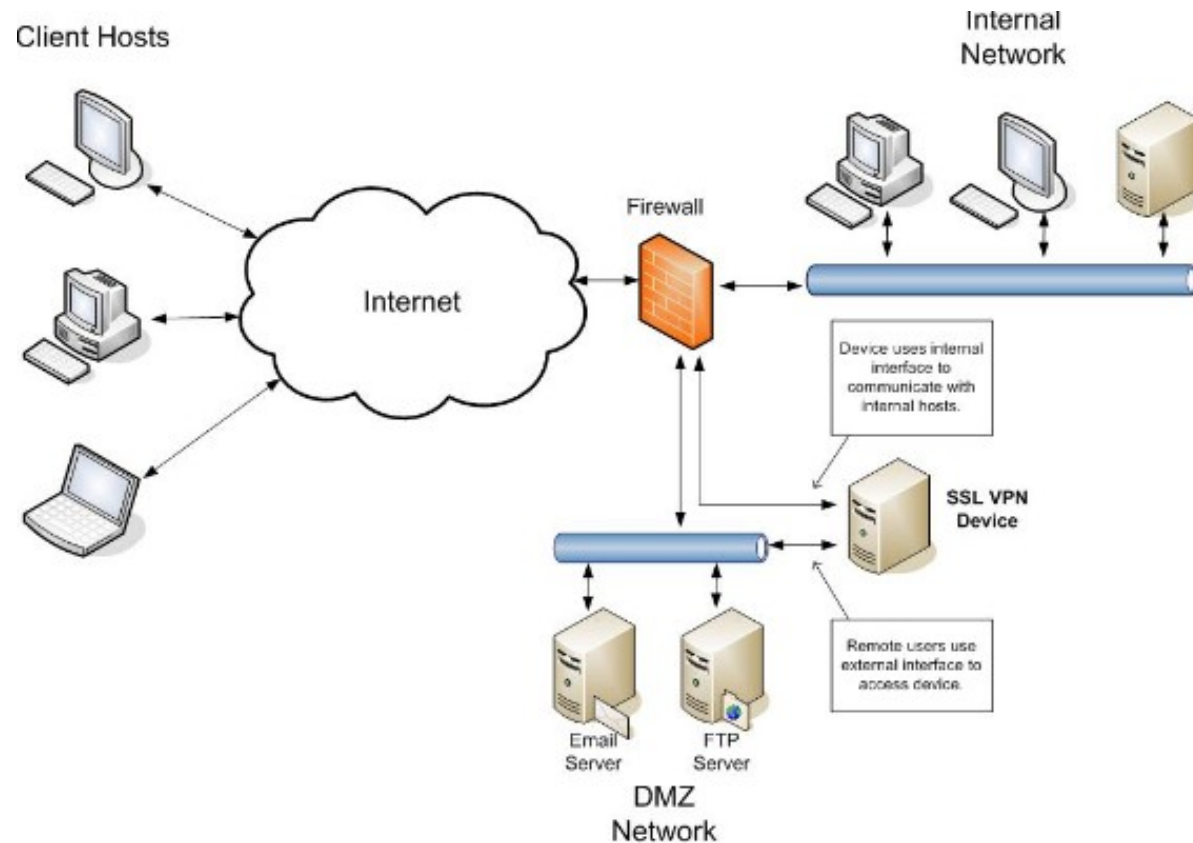 Client Hosts
Internal
Network
Firewall
Internet
Device uses internal
interface to
communicate with
internal hosts.
SSL VPN
Device
Remote users use
external interface to
access device.
Email
Server
FTP
Server
DMZ
Network